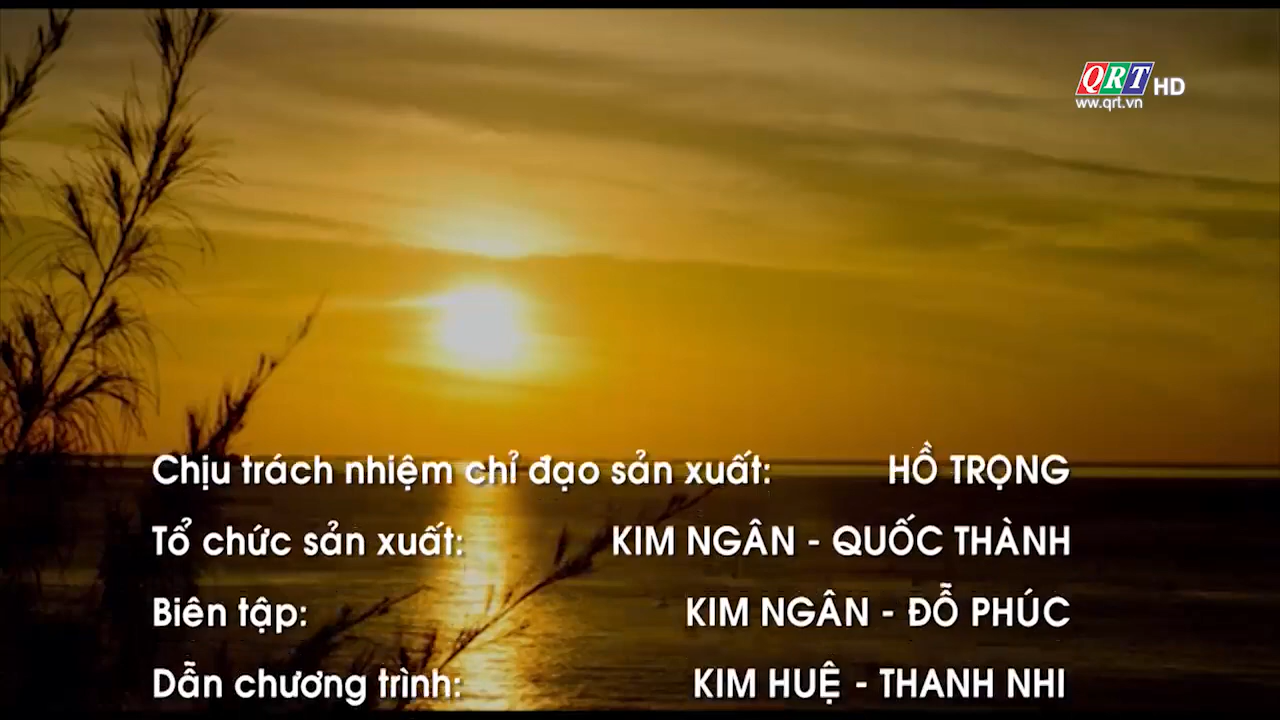 QRT HD
ww.qrt.vn
Chịu trách nhiệm chỉ đạo sản xuất: HỒ TRỌNG
Tổ chức sản xuất: KIM NGÂN - QUỐC THÀNH
Biên tập: KIM NGÂN - ĐỖ PHÚC
Dẫn chương trình: KIM HUỆ - THANH NHI